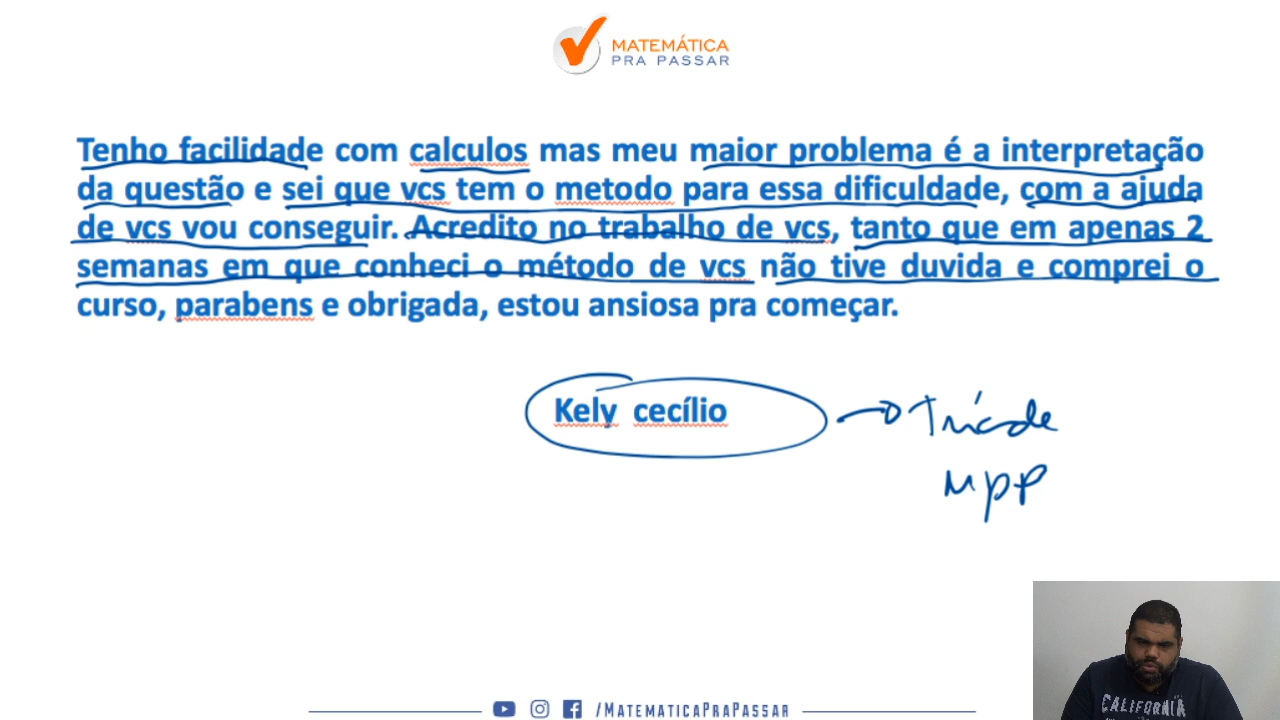 MATEMÁTICA
PRA PASSAR
Tenho facilidade com calculos mas meu maior problema é a interpretação
da questão e sei que vcs tem o metodo para essa dificuldade, com a ajuda
de vcs vou conseguir. Acredito no trabalho de vcs, tanto que em apenas 2
semanas em que conheci o método de vcs não tive duvida e comprei o
curso, parabens e obrigada, estou ansiosa pra começar.
Kely cecílio
Tríade
MPP
CALIFORNIA
/MATEMATICAPRAPASSAR